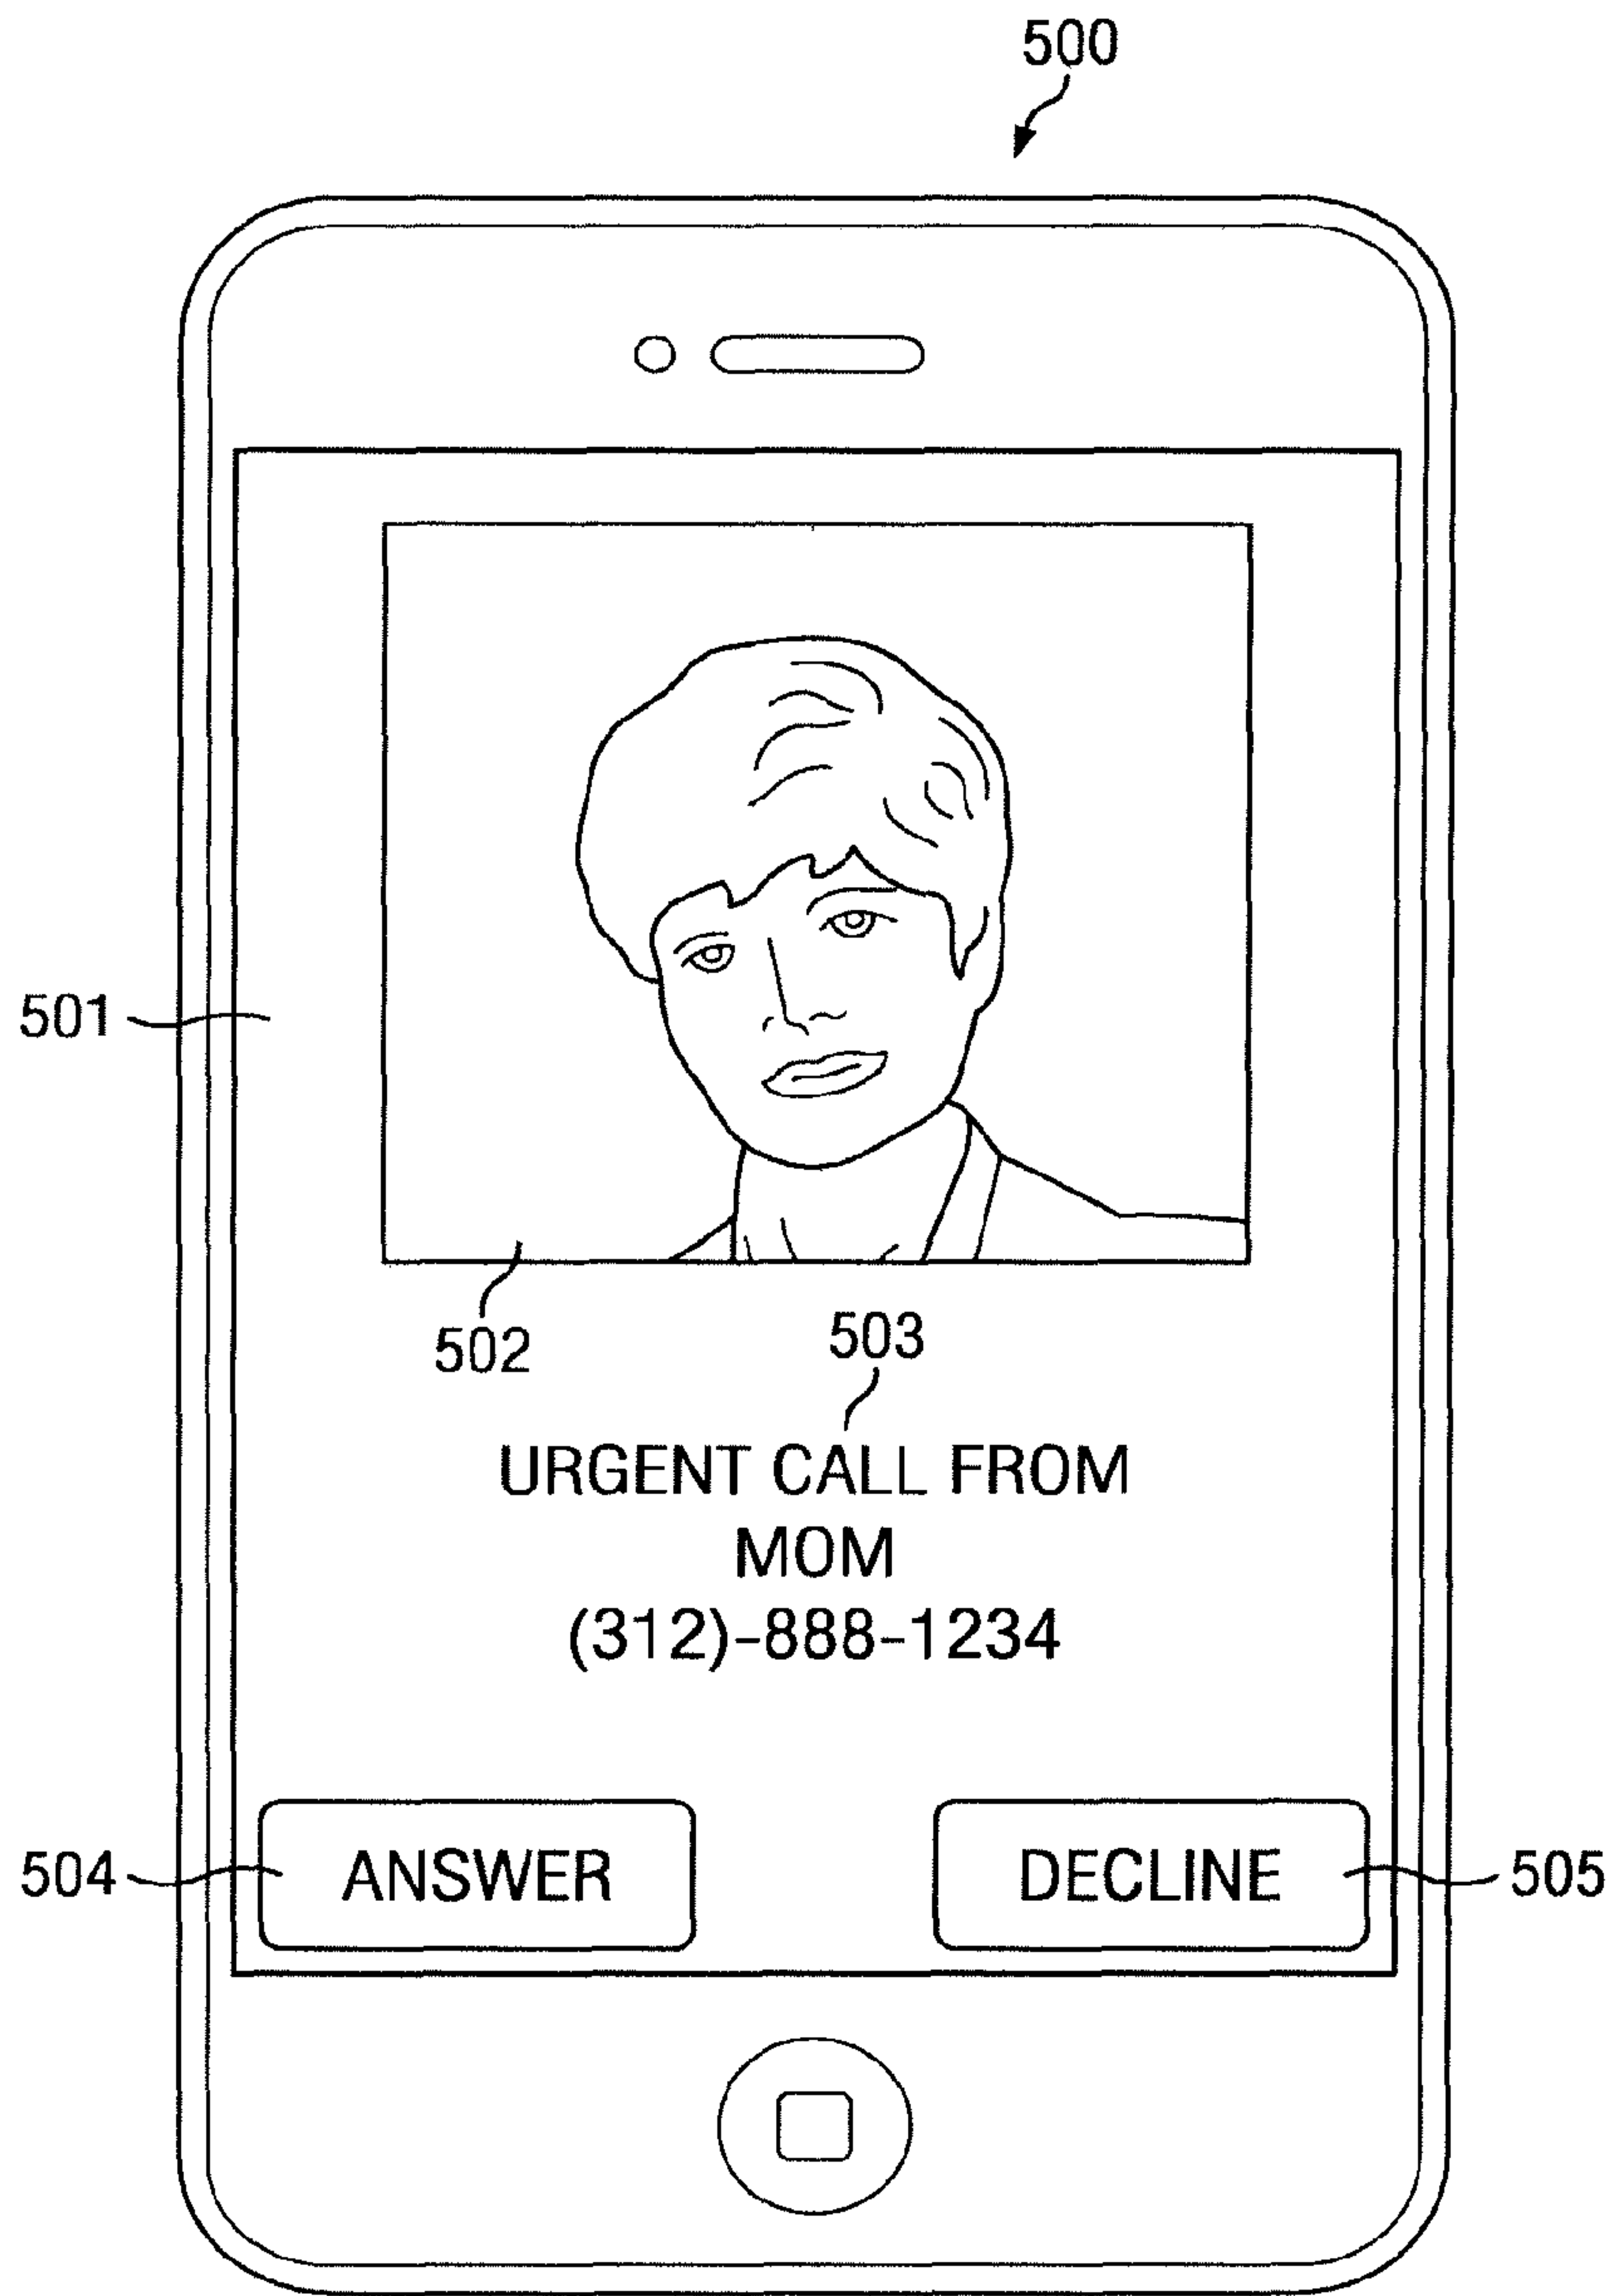 500
501
502
503
URGENT CALL FROM
MOM
(312)-888-1234
504
ANSWER
DECLINE
505